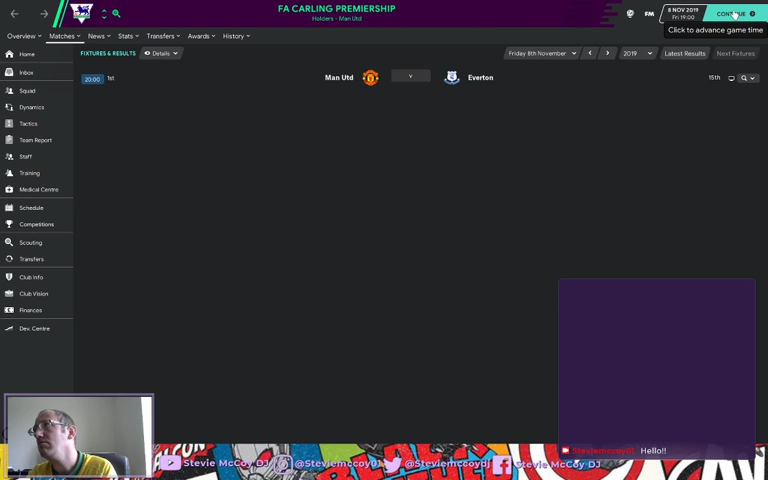 FA CARLING PREMIERSHIP
Holders - Man Utd
FM
8 NOV 2019
Fri 19:00
CONTINUE
Click to advance game time
Overview
Matches
News
Stats
Transfers
Awards
History
Home
Inbox
Squad
Dynamics
Tactics
Team Report
Staff
Training
Medical Centre
Schedule
Competitions
Scouting
Transfers
Club Info
Club Vision
Finances
Dev. Centre
FIXTURES & RESULTS
Details
Friday 8th November
2019
Latest Results
Next Fixtures
20:00 1st Man Utd v Everton 15th
Steviemccoy01 Hello!!
Stevie McCoy DJ @Steviemccoy01 @Steviemccoydj Stevie McCoy DJ